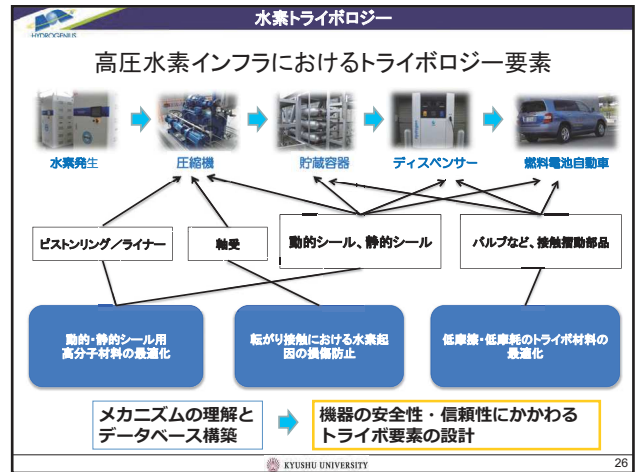 水素トライボロジー
HYDROGENIUS
高圧水素インフラにおけるトライボロジー要素
水素発生
圧縮機
貯蔵容器
ディスペンサー
燃料電池自動車
ピストンリング／ライナー
軸受
動的シール、静的シール
バルブなど、接触摺動部品
動的・静的シール用
高分子材料の最適化
転がり接触における水素起
因の損傷防止
低摩擦・低摩耗のトライボ材料の
最適化
メカニズムの理解と
データベース構築
機器の安全性・信頼性にかかわる
トライボ要素の設計
KYUSHU UNIVERSITY
26